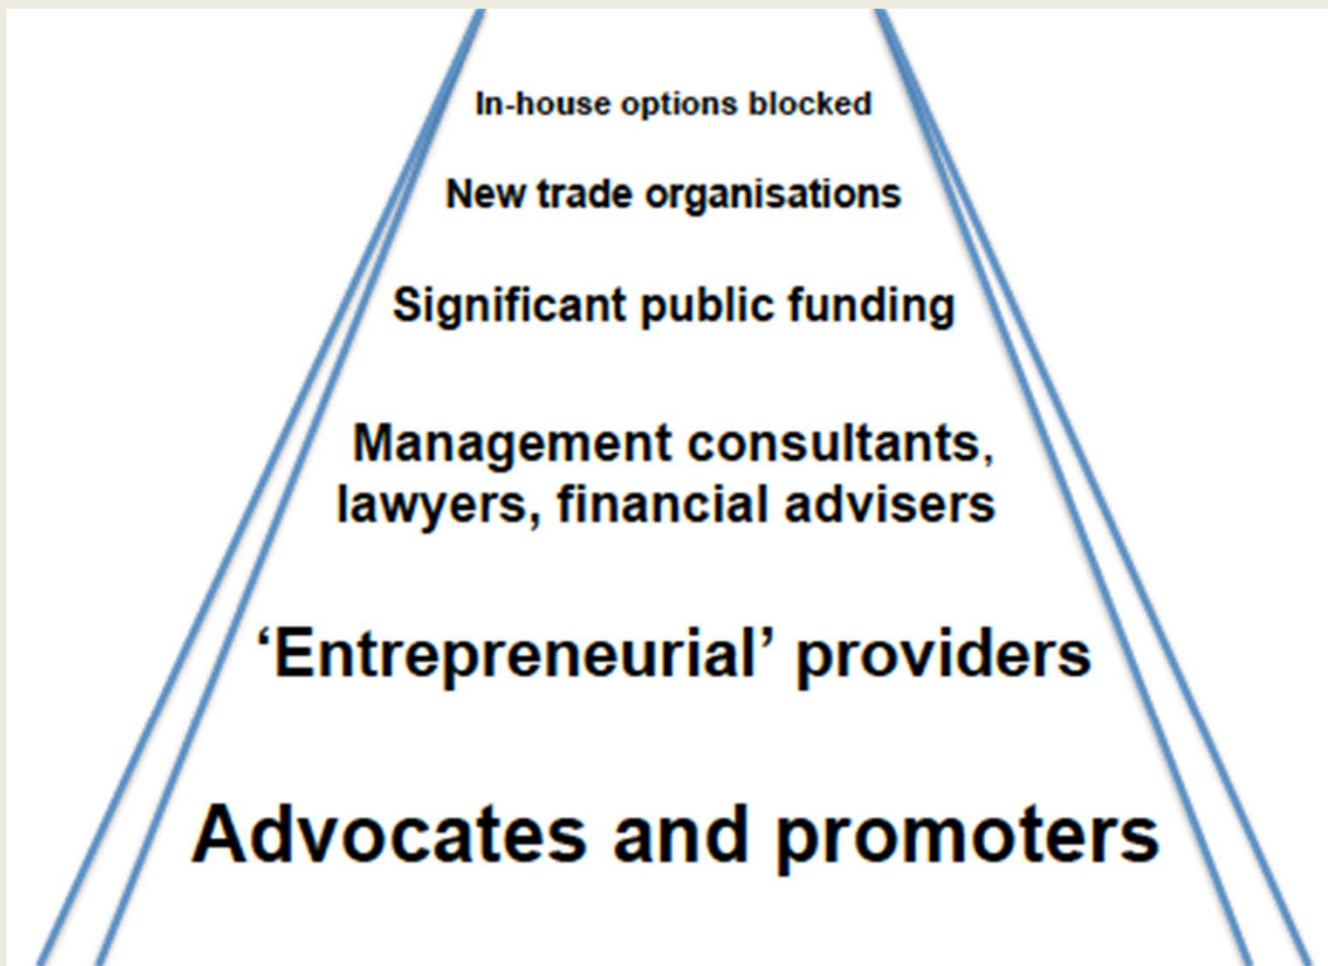 In-house options blocked
New trade organisations
Significant public funding
Management consultants,
lawyers, financial advisers
‘Entrepreneurial’ providers
Advocates and promoters